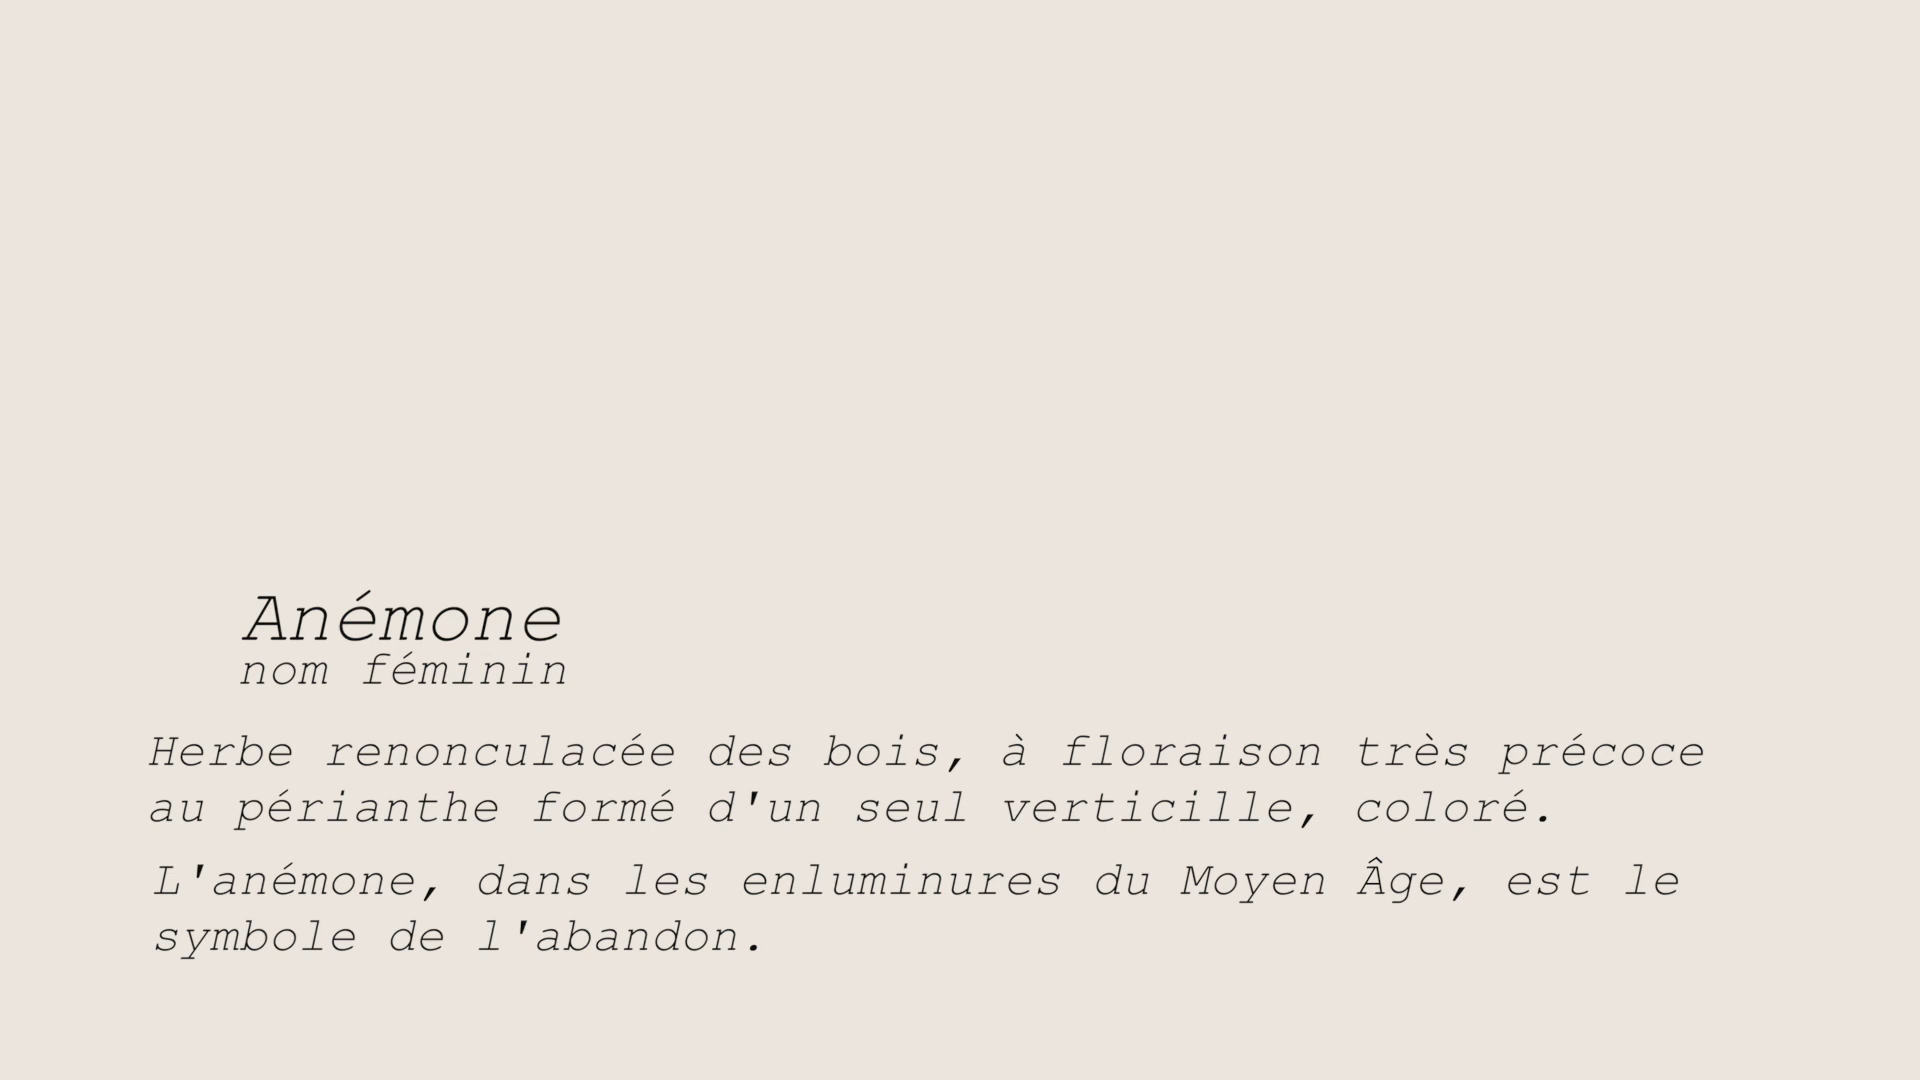 Anémone
nom féminin
Herbe renonculacée des bois, à floraison très précoce
au périanthe formé d'un seul verticille, coloré.
L'anémone, dans les enluminures du Moyen Âge, est le
symbole de l'abandon.